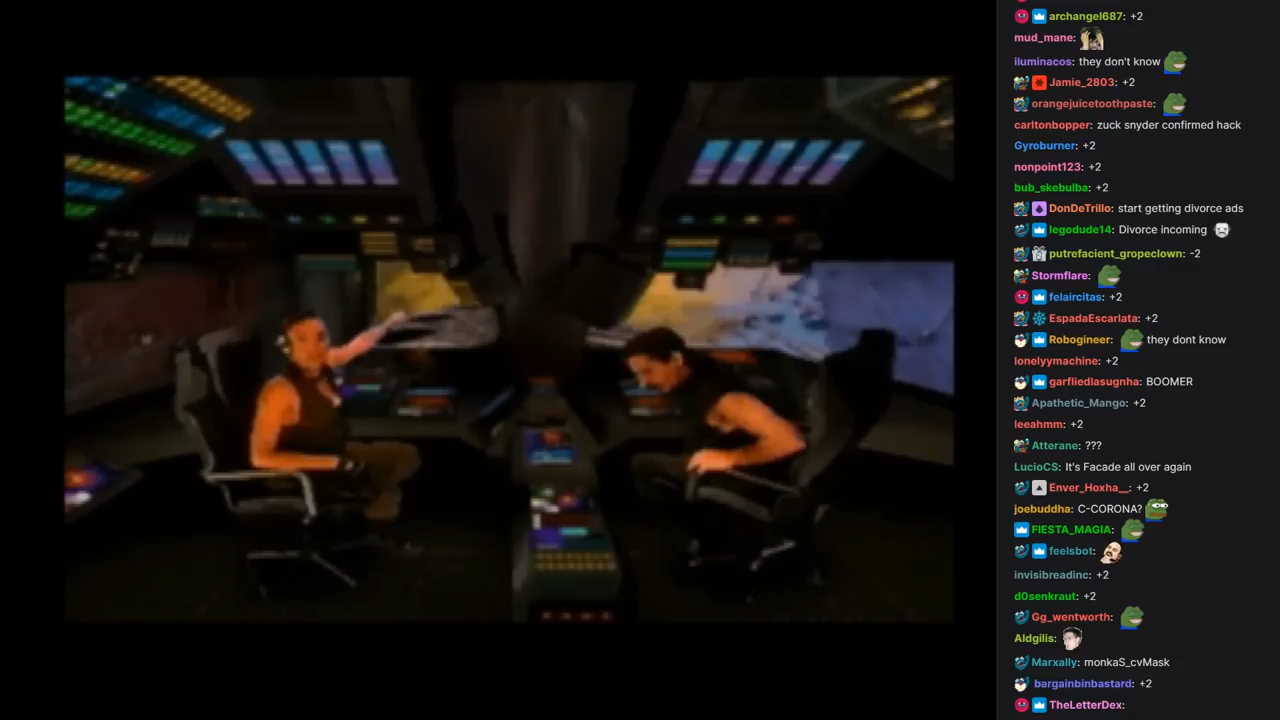 archangel687: +2
mud_mane:
iluminacos: they don't know
Jamie_2803: +2
orangejuicetoothpaste:
carltonbopper: zuck snyder confirmed hack
Gyroburner: +2
nonpoint123: +2
bub_skebulba: +2
DonDeTrillo: start getting divorce ads
legodude14: Divorce incoming
putrefacient_gropeclown: -2
Stormflare:
felaircitas: +2
EspadaEscarlata: +2
Robogineer: they dont know
lonelyymachine: +2
garfliedlasugnha: BOOMER
Apathetic_Mango: +2
leeahmm: +2
Atterane: ???
LucioCS: It's Facade all over again
Enver_Hoxha__: +2
joebuddha: C-CORONA?
FIESTA_MAGIA:
feelsbot:
invisibreadinc: +2
d0senkraut: +2
Gg_wentworth:
Aldgilis:
Marxally: monkaS_cvMask
bargainbinbastard: +2
TheLetterDex: